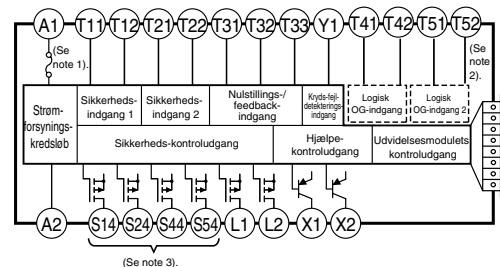 A1 T11 T12 T21 T22 T31 T32 T33 Y1 T41 T42 T51 T52
(Se
note 1).
(Se
note
2).
Strøm-
forsynings-
kredsløb
Sikkerheds-
indgang 1
Sikkerheds-
indgang 2
Nulstillings-/
feedback-
indgang
Kryds-fejl-
detekterings-
indgang
Logisk
OG-indgang
Logisk
OG-indgang 2
Sikkerheds-kontroludgang
Hjælpe-
kontroludgang
Udvidelsesmodulets
kontroludgang
A2 S14 S24 S44 S54 L1 L2 X1 X2
(Se note 3).